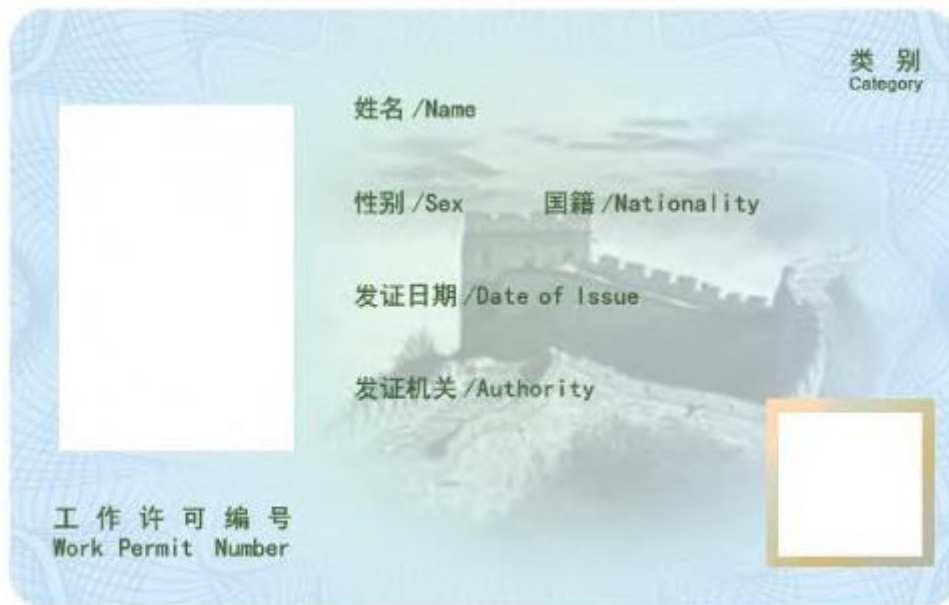 类 别
Category
姓名 /Name
性别 /Sex 国籍 /Nationality
发证日期 /Date of Issue
发证机关 /Authority
工 作 许 可 编 号
Work Permit Number